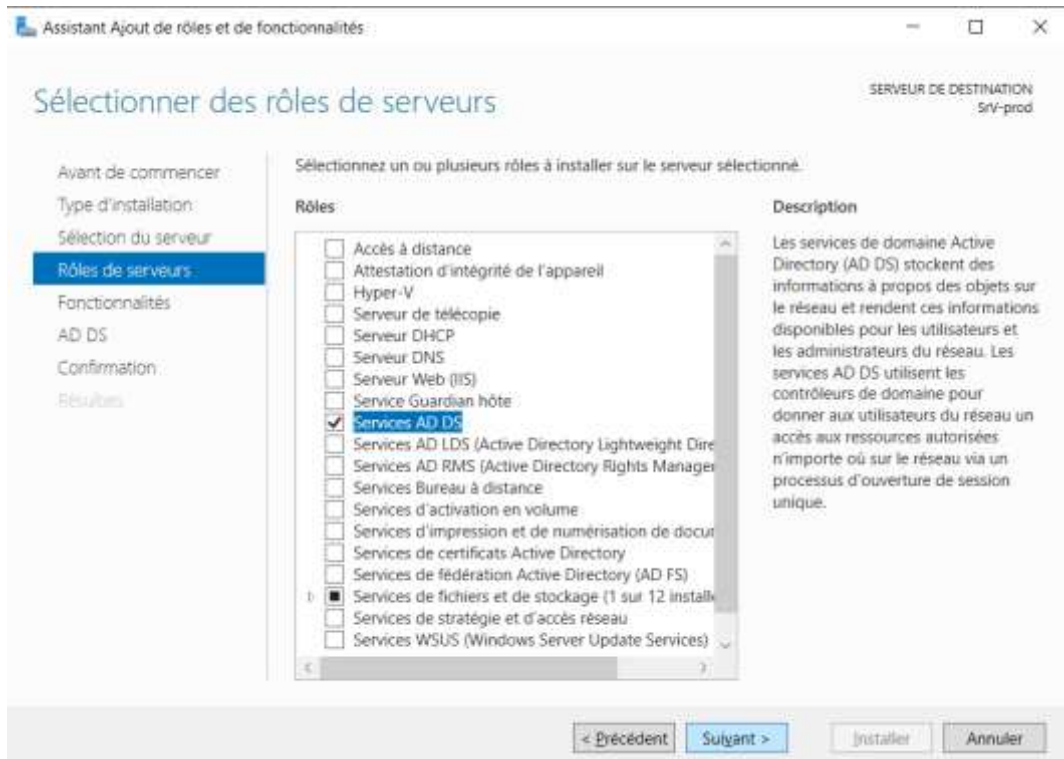 Assistant Ajout de rôles et de fonctionnalités
Sélectionner des rôles de serveurs
SERVEUR DE DESTINATION
SrV-prod
Avant de commencer
Type d'installation
Sélection du serveur
Rôles de serveurs
Fonctionnalités
AD DS
Confirmation
Résultats
Sélectionnez un ou plusieurs rôles à installer sur le serveur sélectionné.
Rôles
Accès à distance
Attestation d'intégrité de l'appareil
Hyper-V
Serveur de télécopie
Serveur DHCP
Serveur DNS
Serveur Web (IIS)
Service Guardian hôte
Services AD DS
Services AD LDS (Active Directory Lightweight Dire
Services AD RMS (Active Directory Rights Manager
Services Bureau à distance
Services d'activation en volume
Services d'impression et de numérisation de docur
Services de certificats Active Directory
Services de fédération Active Directory (AD FS)
Services de fichiers et de stockage (1 sur 12 installe
Services de stratégie et d'accès réseau
Services WSUS (Windows Server Update Services)
Description
Les services de domaine Active
Directory (AD DS) stockent des
informations à propos des objets sur
le réseau et rendent ces informations
disponibles pour les utilisateurs et
les administrateurs du réseau. Les
services AD DS utilisent les
contrôleurs de domaine pour
donner aux utilisateurs du réseau un
accès aux ressources autorisées
n'importe où sur le réseau via un
processus d'ouverture de session
unique.
< Précédent
Suivant >
Installer
Annuler